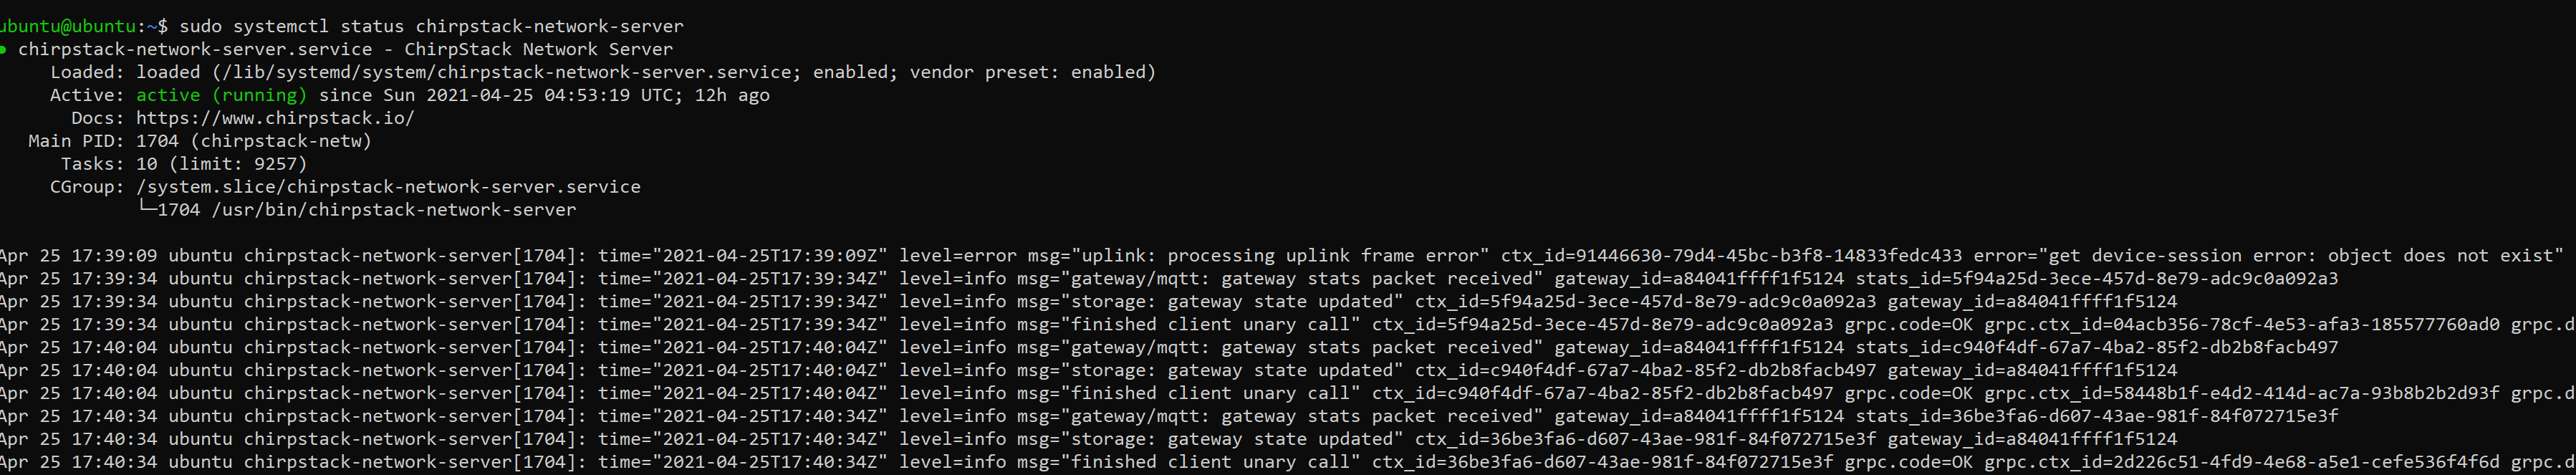 ubuntu@ubuntu:~$ sudo systemctl status chirpstack-network-server
● chirpstack-network-server.service - ChirpStack Network Server
Loaded: loaded (/lib/systemd/system/chirpstack-network-server.service; enabled; vendor preset: enabled)
Active: active (running) since Sun 2021-04-25 04:53:19 UTC; 12h ago
Docs: https://www.chirpstack.io/
Main PID: 1704 (chirpstack-netw)
Tasks: 10 (limit: 9257)
CGroup: /system.slice/chirpstack-network-server.service
└─1704 /usr/bin/chirpstack-network-server
Apr 25 17:39:09 ubuntu chirpstack-network-server[1704]: time="2021-04-25T17:39:09Z" level=error msg="uplink: processing uplink frame error" ctx_id=91446630-79d4-45bc-b3f8-14833fedc433 error="get device-session error: object does not exist"
Apr 25 17:39:34 ubuntu chirpstack-network-server[1704]: time="2021-04-25T17:39:34Z" level=info msg="gateway/mqtt: gateway stats packet received" gateway_id=a84041ffff1f5124 stats_id=5f94a25d-3ece-457d-8e79-adc9c0a092a3
Apr 25 17:39:34 ubuntu chirpstack-network-server[1704]: time="2021-04-25T17:39:34Z" level=info msg="storage: gateway state updated" ctx_id=5f94a25d-3ece-457d-8e79-adc9c0a092a3 gateway_id=a84041ffff1f5124
Apr 25 17:39:34 ubuntu chirpstack-network-server[1704]: time="2021-04-25T17:39:34Z" level=info msg="finished client unary call" ctx_id=5f94a25d-3ece-457d-8e79-adc9c0a092a3 grpc.code=OK grpc.ctx_id=04acb356-78cf-4e53-afa3-185577760ad0 grpc.d
Apr 25 17:40:04 ubuntu chirpstack-network-server[1704]: time="2021-04-25T17:40:04Z" level=info msg="gateway/mqtt: gateway stats packet received" gateway_id=a84041ffff1f5124 stats_id=c940f4df-67a7-4ba2-85f2-db2b8facb497
Apr 25 17:40:04 ubuntu chirpstack-network-server[1704]: time="2021-04-25T17:40:04Z" level=info msg="storage: gateway state updated" ctx_id=c940f4df-67a7-4ba2-85f2-db2b8facb497 gateway_id=a84041ffff1f5124
Apr 25 17:40:04 ubuntu chirpstack-network-server[1704]: time="2021-04-25T17:40:04Z" level=info msg="finished client unary call" ctx_id=c940f4df-67a7-4ba2-85f2-db2b8facb497 grpc.code=OK grpc.ctx_id=58448b1f-e4d2-414d-ac7a-93b8b2b2d93f grpc.d
Apr 25 17:40:34 ubuntu chirpstack-network-server[1704]: time="2021-04-25T17:40:34Z" level=info msg="gateway/mqtt: gateway stats packet received" gateway_id=a84041ffff1f5124 stats_id=36be3fa6-d607-43ae-981f-84f072715e3f
Apr 25 17:40:34 ubuntu chirpstack-network-server[1704]: time="2021-04-25T17:40:34Z" level=info msg="storage: gateway state updated" ctx_id=36be3fa6-d607-43ae-981f-84f072715e3f gateway_id=a84041ffff1f5124
Apr 25 17:40:34 ubuntu chirpstack-network-server[1704]: time="2021-04-25T17:40:34Z" level=info msg="finished client unary call" ctx_id=36be3fa6-d607-43ae-981f-84f072715e3f grpc.code=OK grpc.ctx_id=2d226c51-4fd9-4e68-a5e1-cefe536f4f6d grpc.d